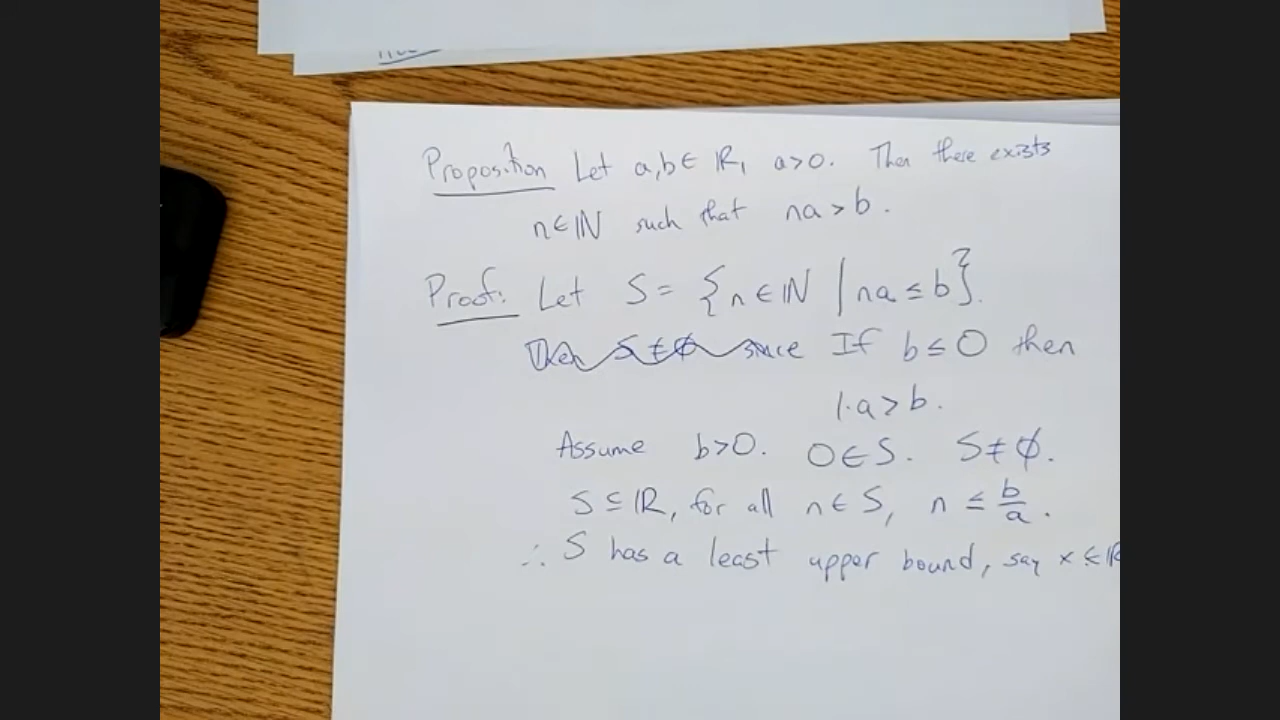 Proposition Let a,b ∈ ℝ, a>0. Then there exists
n∈ℕ such that na > b.
Proof: Let S = {n ∈ ℕ | na ≤ b}.
Then S ≠ ∅ since If b ≤ 0 then
1·a > b.
Assume b>0. 0∈S. S ≠ ∅.
S ⊆ ℝ, for all n ∈ S, n ≤ b/a.
∴ S has a least upper bound, say x ∈ ℝ